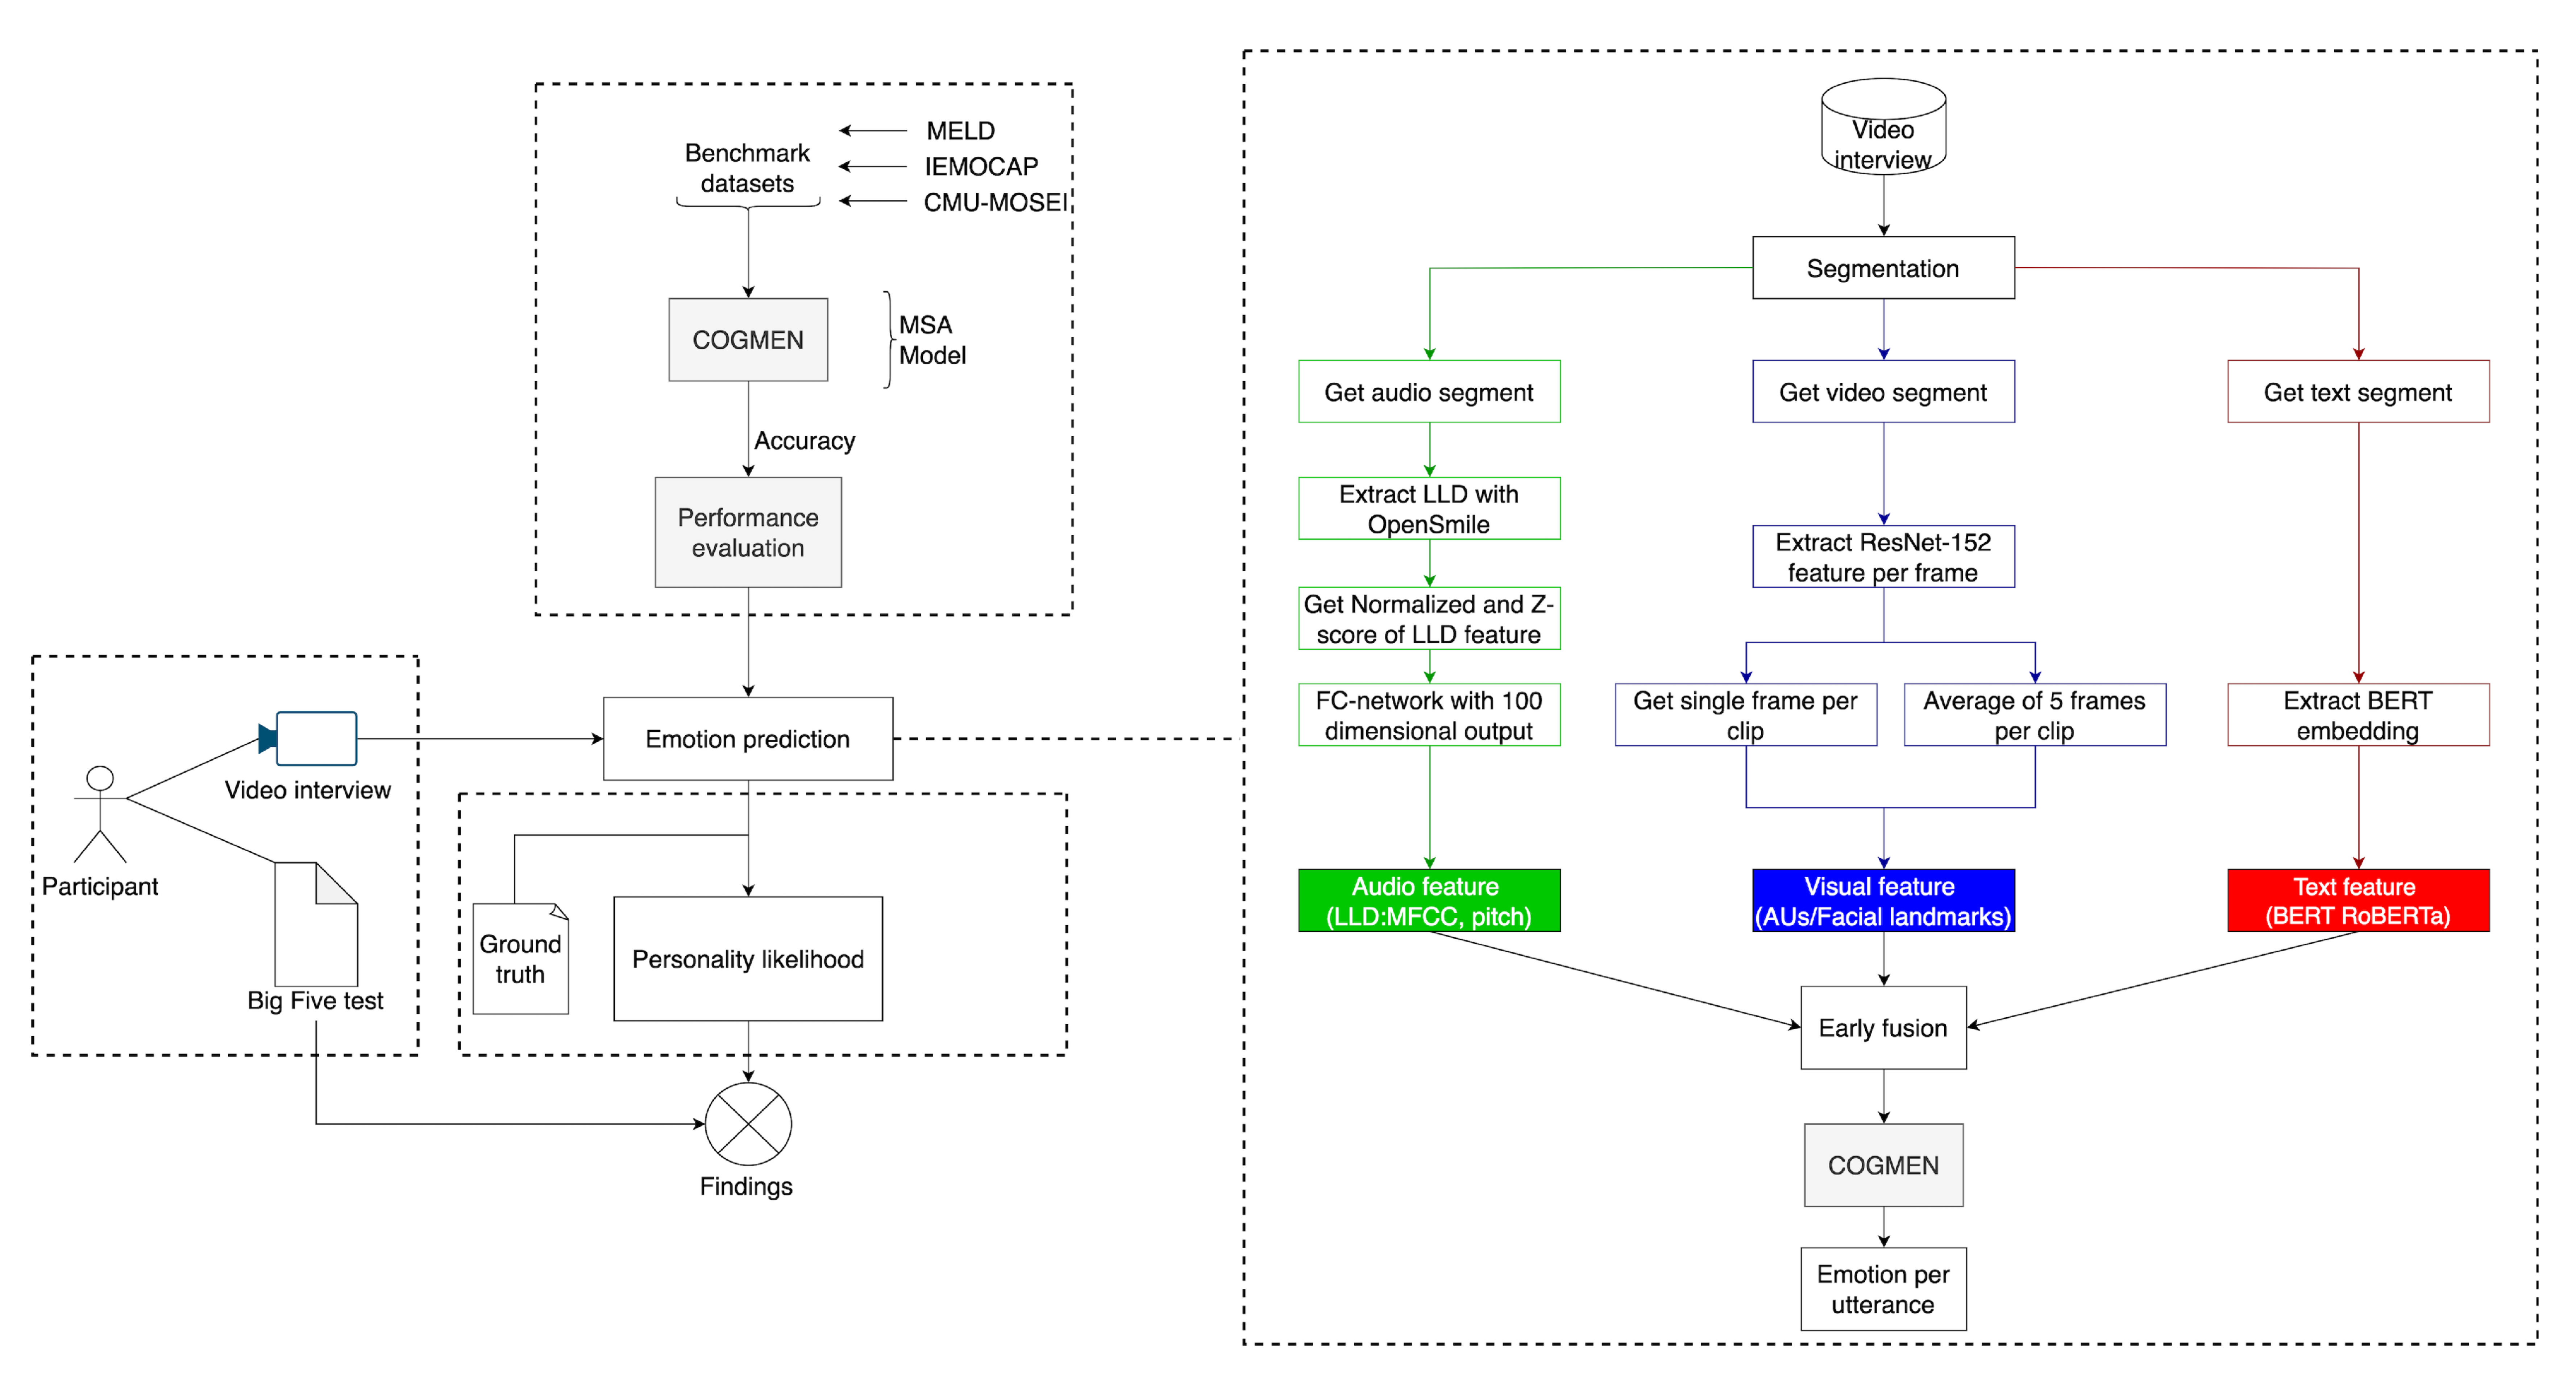 Benchmark
datasets
MELD
IEMOCAP
CMU-MOSEI
COGMEN
MSA
Model
Accuracy
Performance
evaluation
Video interview
Participant
Big Five test
Emotion prediction
Ground
truth
Personality likelihood
Findings
Video
interview
Segmentation
Get audio segment
Get video segment
Get text segment
Extract LLD with
OpenSmile
Extract ResNet-152
feature per frame
Get Normalized and Z-
score of LLD feature
FC-network with 100
dimensional output
Get single frame per
clip
Average of 5 frames
per clip
Extract BERT
embedding
Audio feature
(LLD:MFCC, pitch)
Visual feature
(AUs/Facial landmarks)
Text feature
(BERT RoBERTa)
Early fusion
COGMEN
Emotion per
utterance